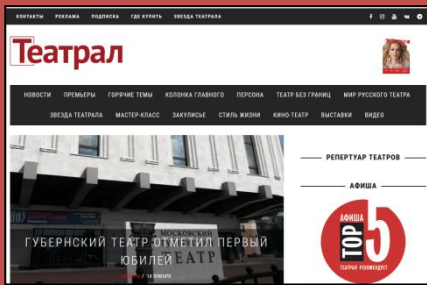 КОНТАКТЫ РЕКЛАМА ПОДПИСКА ГДЕ КУПИТЬ ЗВЕЗДА ТЕАТРАЛА
Театрал
НОВОСТИ ПРЕМЬЕРЫ ГОРЯЧИЕ ТЕМЫ КОЛОНКА ГЛАВНОГО ПЕРСОНА ТЕАТР БЕЗ ГРАНИЦ МИР РУССКОГО ТЕАТРА
ЗВЕЗДА ТЕАТРАЛА МАСТЕР-КЛАСС ЗАКУЛИСЬЕ СТИЛЬ ЖИЗНИ КИНО-ТЕАТР ВЫСТАВКИ ВИДЕО
МОСКОВСКИЙ
ТЕАТР
ГУБЕРНСКИЙ ТЕАТР ОТМЕТИЛ ПЕРВЫЙ
ЮБИЛЕЙ
14 ЯНВАРЯ
РЕПЕРТУАР ТЕАТРОВ
АФИША
АФИША
TOP 5
ТЕАТРАЛ РЕКОМЕНДУЕТ